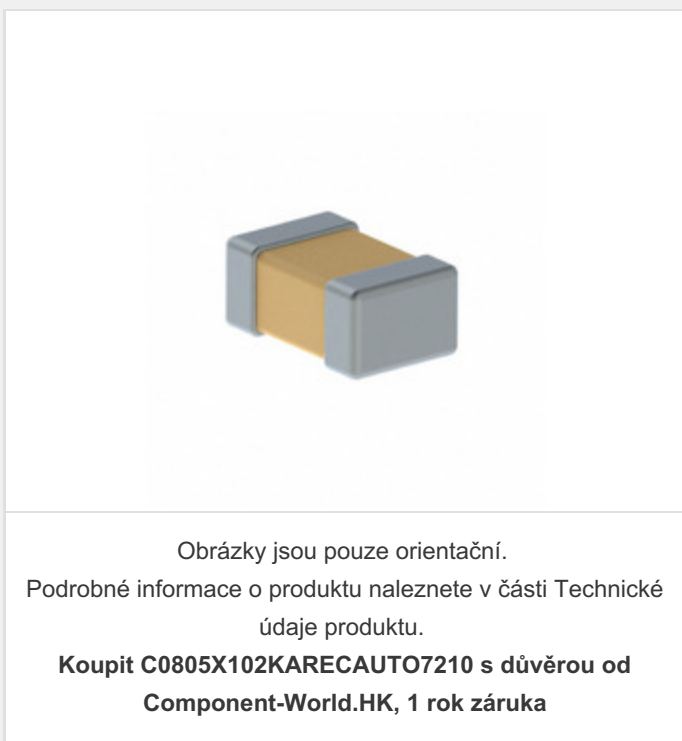 Obrázky jsou pouze orientační.
Podrobné informace o produktu naleznete v části Technické
údaje produktu.
Koupit C0805X102KARECAUTO7210 s důvěrou od
Component-World.HK, 1 rok záruka